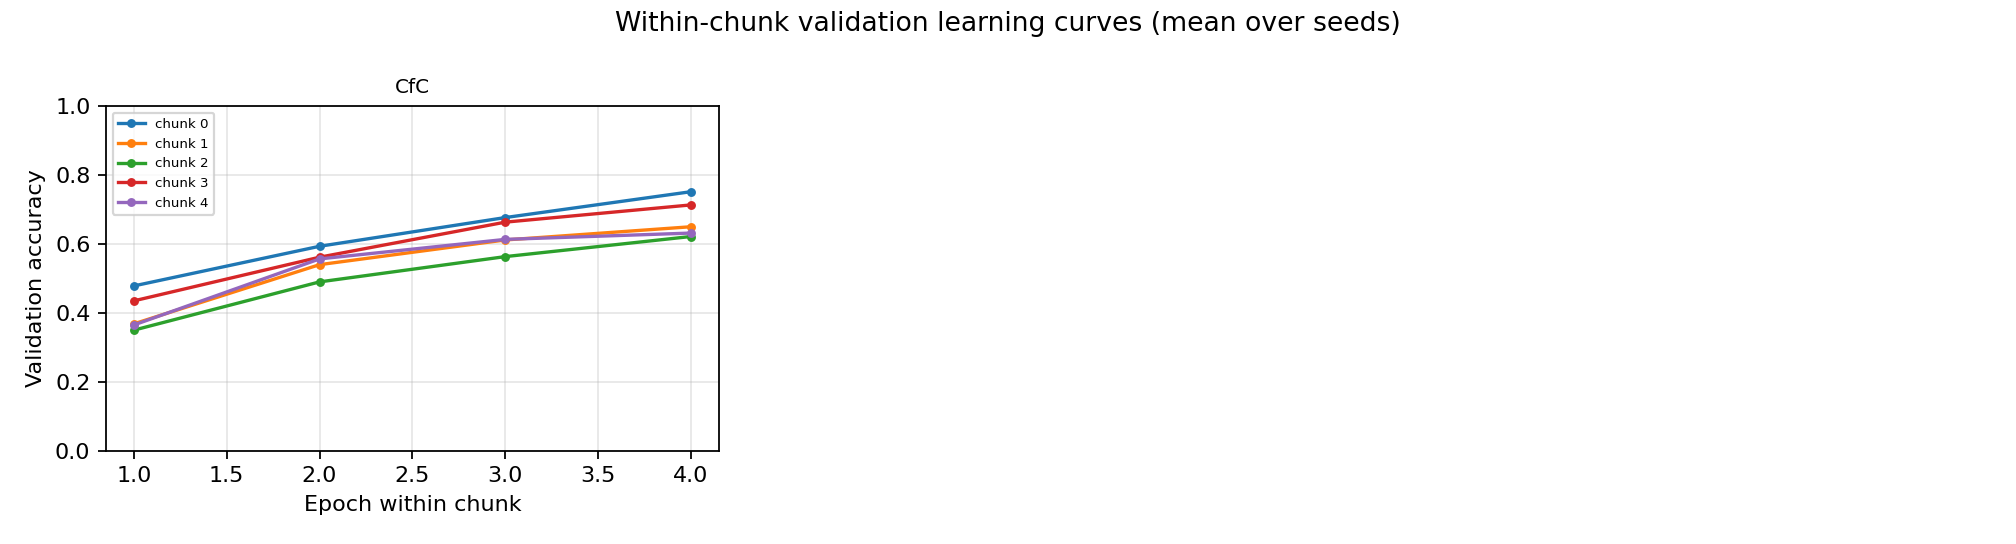 Within-chunk validation learning curves (mean over seeds)
CfC
chunk 0
chunk 1
chunk 2
chunk 3
chunk 4
Validation accuracy
1.0
0.8
0.6
0.4
0.2
0.0
1.0 1.5 2.0 2.5 3.0 3.5 4.0
Epoch within chunk